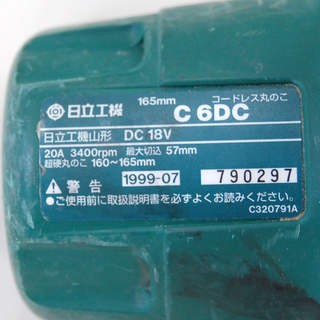 165mm コードレス丸のこ
日立工機 C 6DC
日立工機山形 DC 18V
20A 3400rpm 最大切込 57mm
超硬丸のこ 160～165mm
警告 1999-07 790297
●ご使用前に取扱説明書を必ずよくお読みください。
C320791A